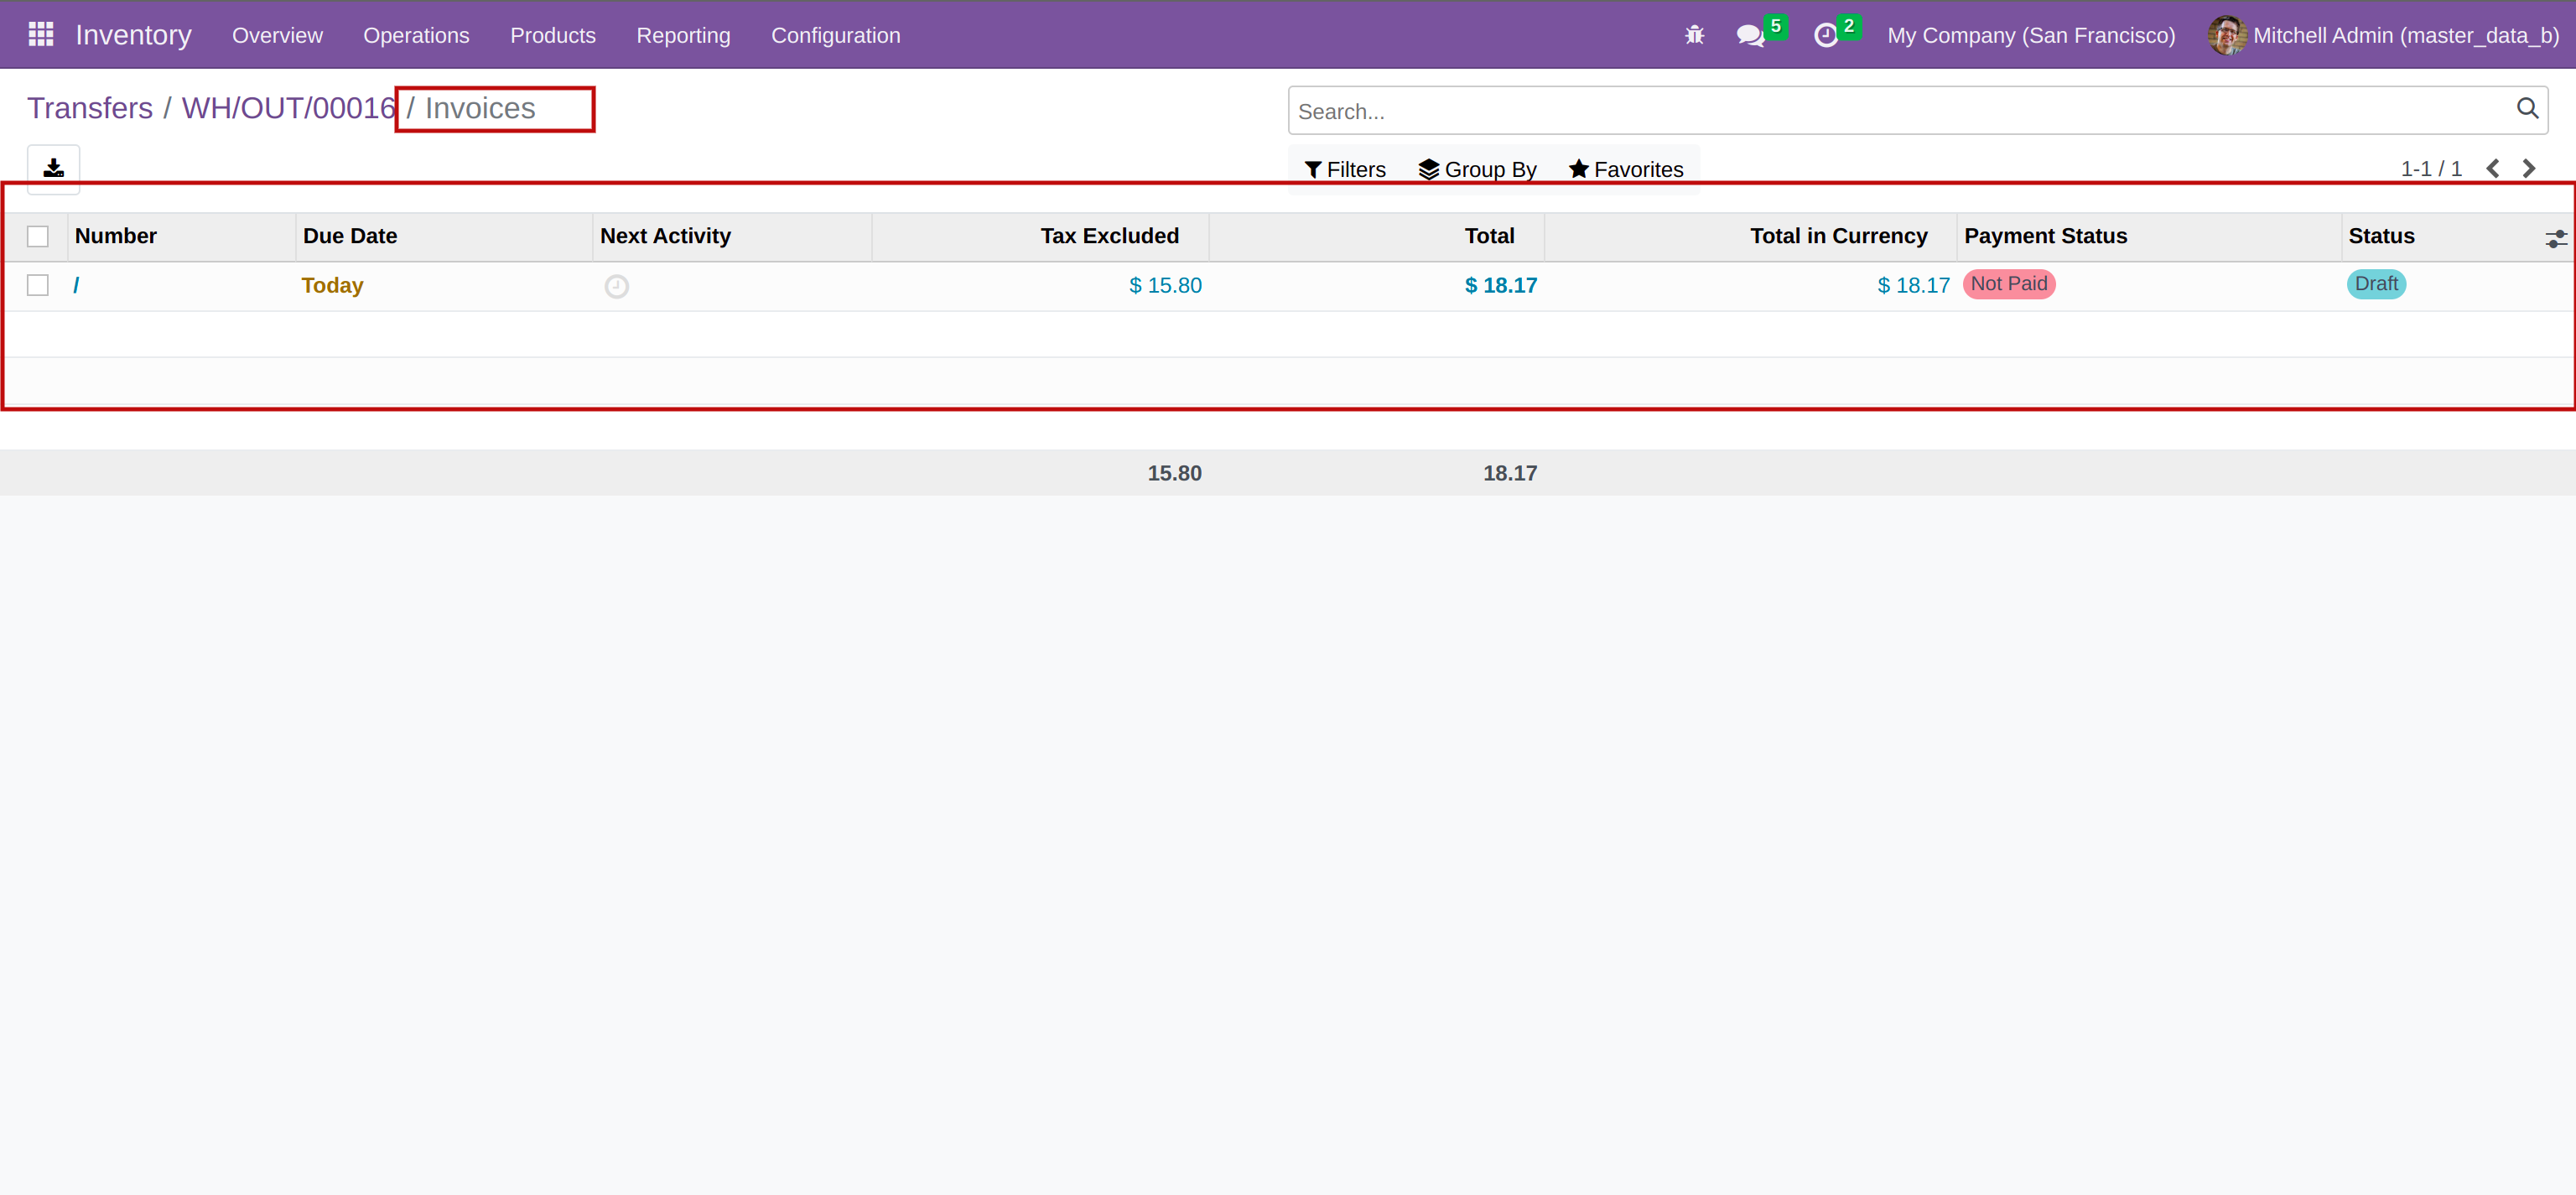 Inventory Overview Operations Products Reporting Configuration 5 2 My Company (San Francisco) Mitchell Admin (master_data_b)
Transfers / WH/OUT/00016 / Invoices
Search...
Filters Group By Favorites 1-1 / 1
Number Due Date Next Activity Tax Excluded Total Total in Currency Payment Status Status
/ Today $ 15.80 $ 18.17 $ 18.17 Not Paid Draft
15.80 18.17